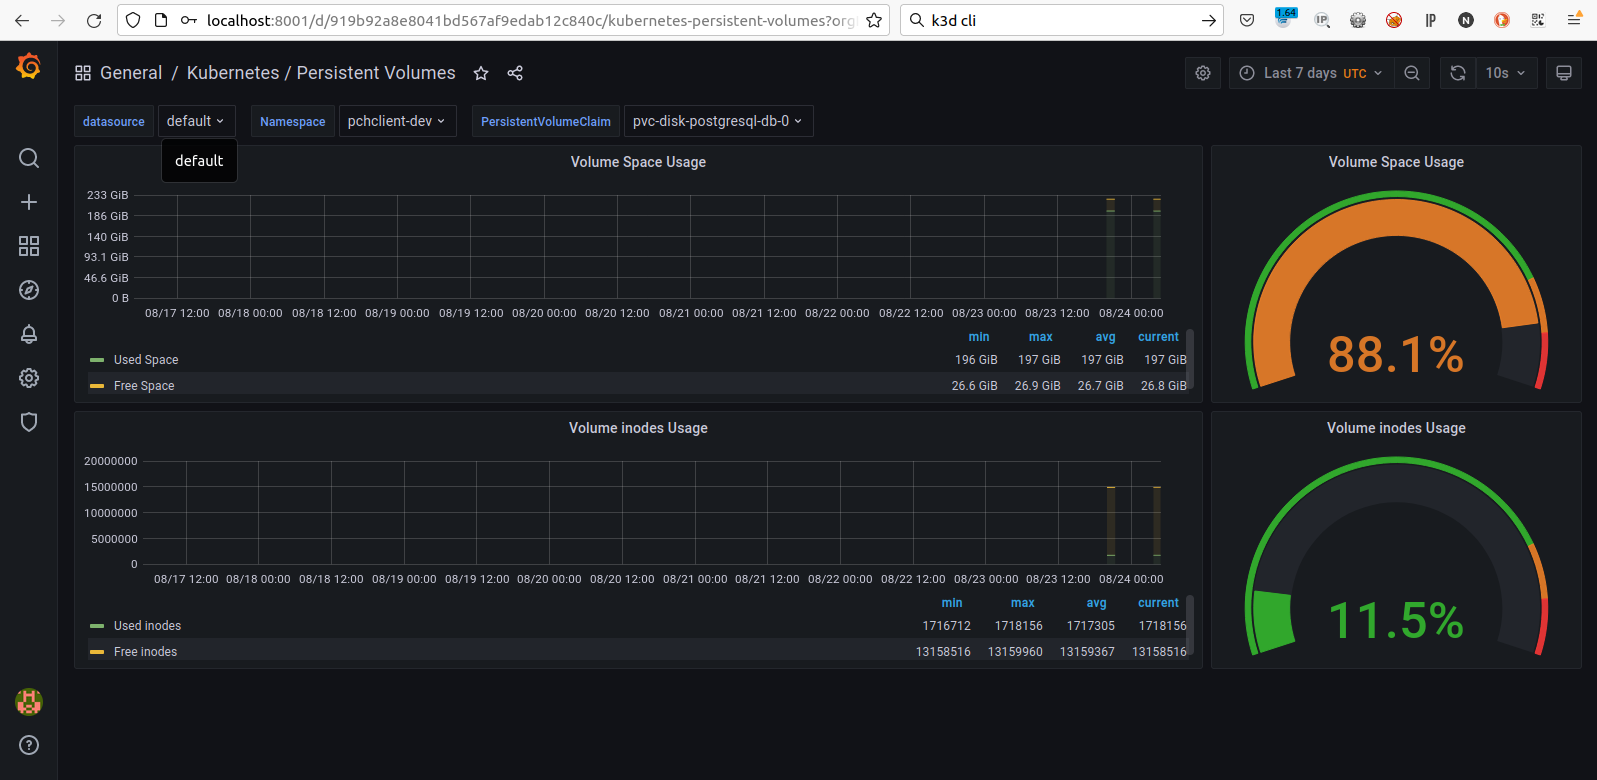 localhost:8001/d/919b92a8e8041bd567af9edab12c840c/kubernetes-persistent-volumes?org
k3d cli
1.64
IP
IP
N
General / Kubernetes / Persistent Volumes
Last 7 days UTC
10s
datasource default Namespace pchclient-dev PersistentVolumeClaim pvc-disk-postgresql-db-0
default
Volume Space Usage
233 GiB
186 GiB
140 GiB
93.1 GiB
46.6 GiB
0 B
08/17 12:00 08/18 00:00 08/18 12:00 08/19 00:00 08/19 12:00 08/20 00:00 08/20 12:00 08/21 00:00 08/21 12:00 08/22 00:00 08/22 12:00 08/23 00:00 08/23 12:00 08/24 00:00
min max avg current
Used Space 196 GiB 197 GiB 197 GiB 197 GiB
Free Space 26.6 GiB 26.9 GiB 26.7 GiB 26.8 GiB
Volume Space Usage
88.1%
Volume inodes Usage
20000000
15000000
10000000
5000000
0
08/17 12:00 08/18 00:00 08/18 12:00 08/19 00:00 08/19 12:00 08/20 00:00 08/20 12:00 08/21 00:00 08/21 12:00 08/22 00:00 08/22 12:00 08/23 00:00 08/23 12:00 08/24 00:00
min max avg current
Used inodes 1716712 1718156 1717305 1718156
Free inodes 13158516 13159960 13159367 13158516
Volume inodes Usage
11.5%